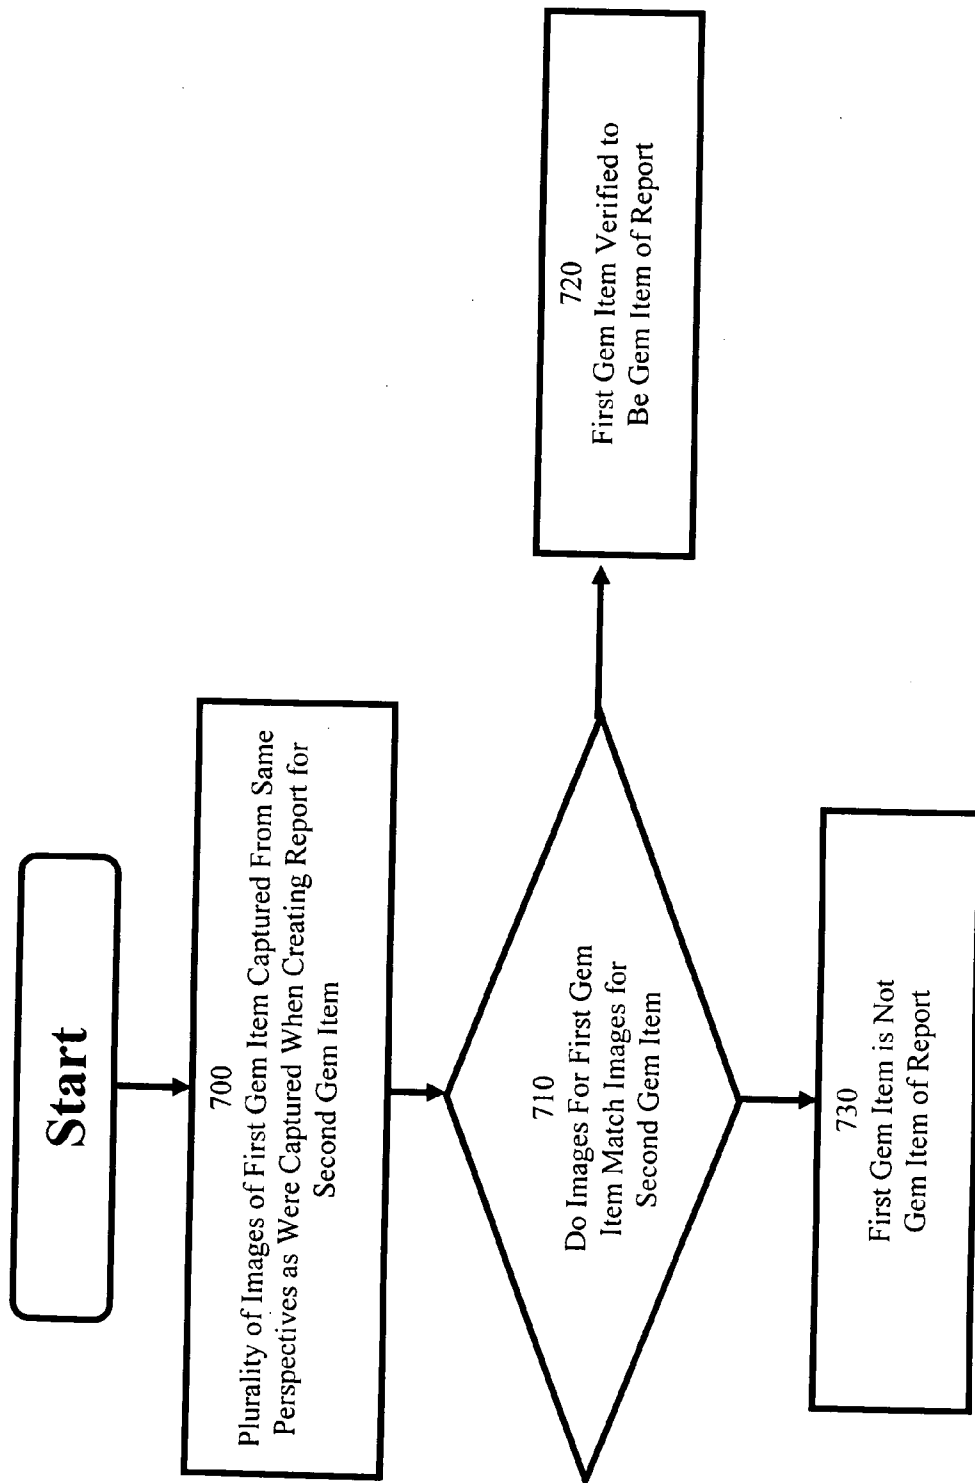 Start
700
Plurality of Images of First Gem Item Captured From Same
Perspectives as Were Captured When Creating Report for
Second Gem Item
710
Do Images For First Gem
Item Match Images for
Second Gem Item
720
First Gem Item Verified to
Be Gem Item of Report
730
First Gem Item is Not
Gem Item of Report